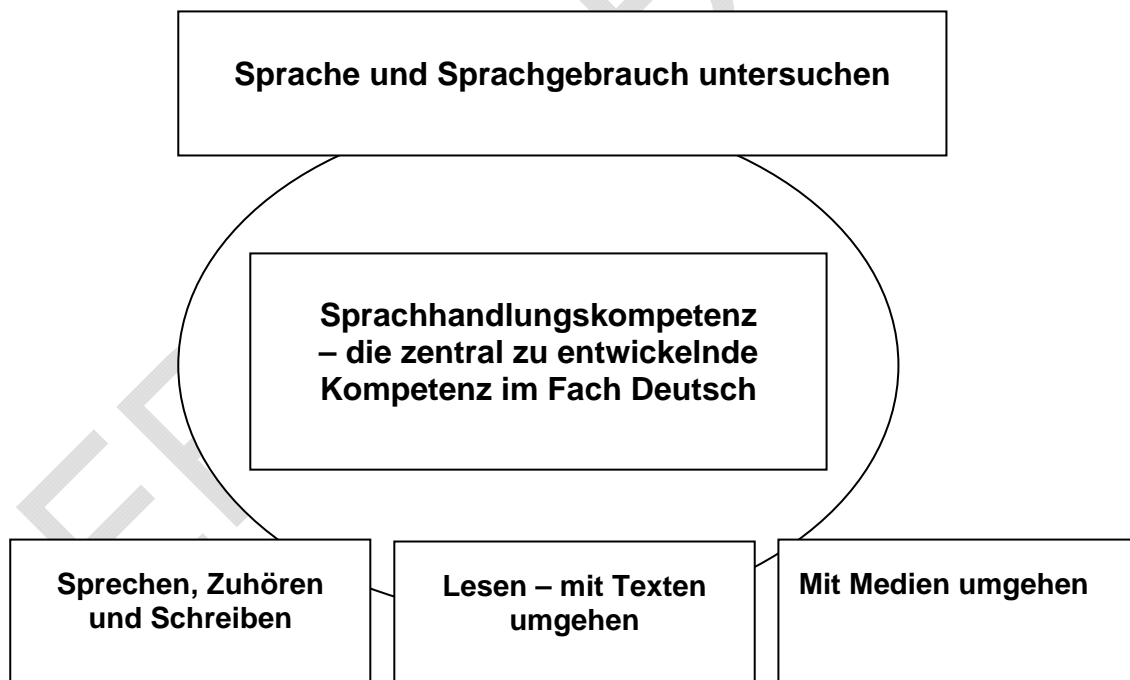 Sprache und Sprachgebrauch untersuchen
Sprachhandlungskompetenz
– die zentral zu entwickelnde
Kompetenz im Fach Deutsch
Sprechen, Zuhören
und Schreiben
Lesen – mit Texten
umgehen
Mit Medien umgehen